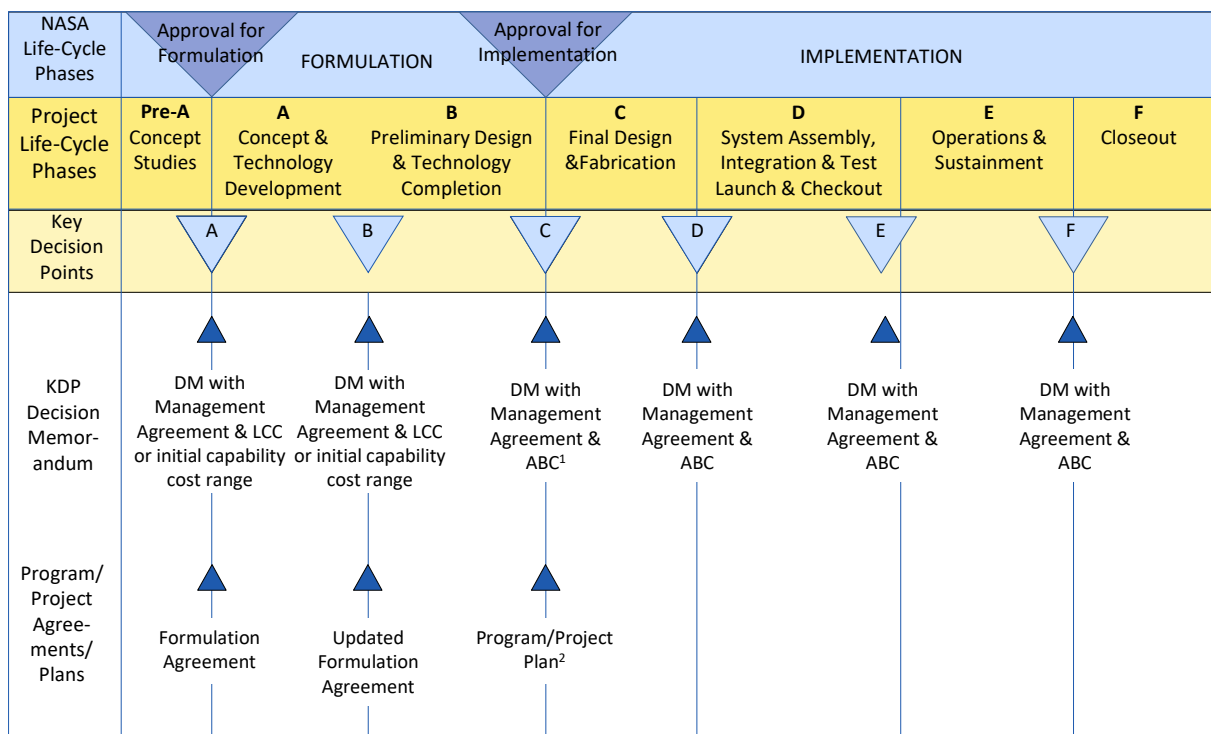 NASA
Life-Cycle
Phases
Approval for
Formulation
FORMULATION
Approval for
Implementation
IMPLEMENTATION
Project
Life-Cycle
Phases
Pre-A
Concept
Studies
A
Concept &
Technology
Development
B
Preliminary Design
& Technology
Completion
C
Final Design
&Fabrication
D
System Assembly,
Integration & Test
Launch & Checkout
E
Operations &
Sustainment
F
Closeout
Key
Decision
Points
A
B
C
D
E
F
KDP
Decision
Memor-
andum
DM with
Management
Agreement & LCC
or initial capability
cost range
DM with
Management
Agreement & LCC
or initial capability
cost range
DM with
Management
Agreement &
ABC¹
DM with
Management
Agreement &
ABC
DM with
Management
Agreement &
ABC
DM with
Management
Agreement &
ABC
Program/
Project
Agree-
ments/
Plans
Formulation
Agreement
Updated
Formulation
Agreement
Program/Project
Plan²